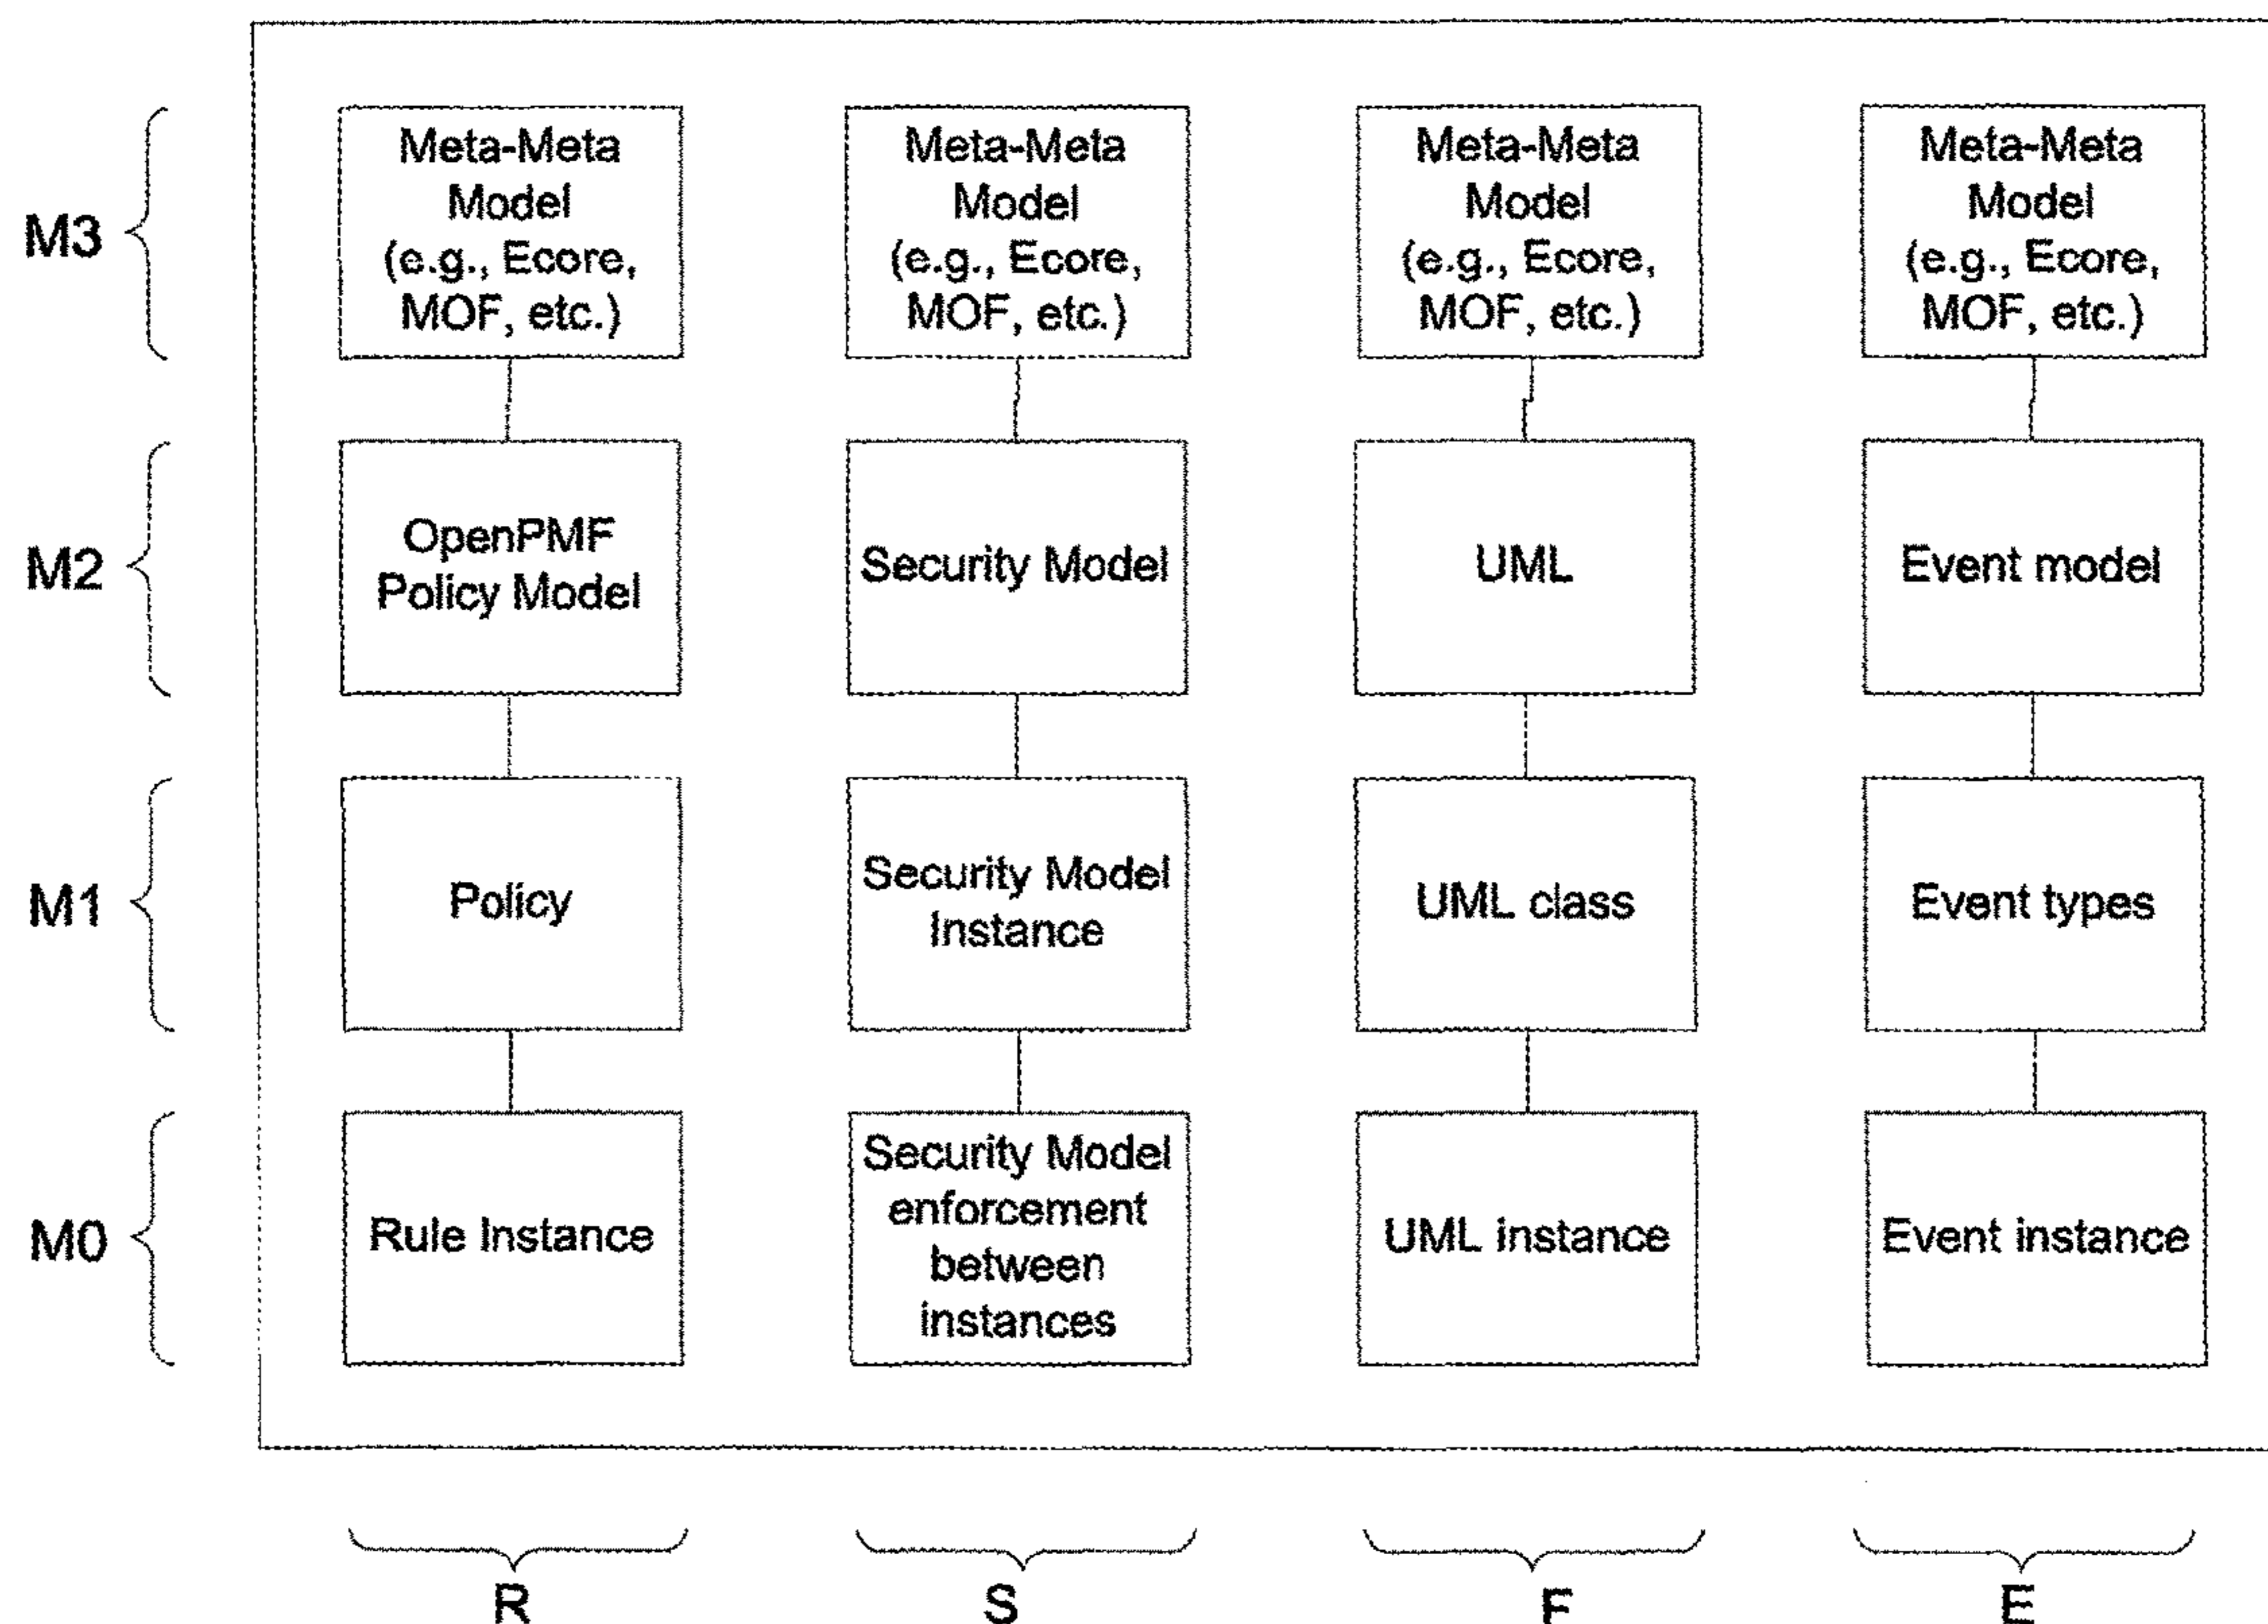 M3
Meta-Meta
Model
(e.g., Ecore,
MOF, etc.)
Meta-Meta
Model
(e.g., Ecore,
MOF, etc.)
Meta-Meta
Model
(e.g., Ecore,
MOF, etc.)
Meta-Meta
Model
(e.g., Ecore,
MOF, etc.)
M2
OpenPMF
Policy Model
Security Model
UML
Event model
M1
Policy
Security Model
Instance
UML class
Event types
M0
Rule Instance
Security Model
enforcement
between
instances
UML instance
Event instance
R
S
F
E